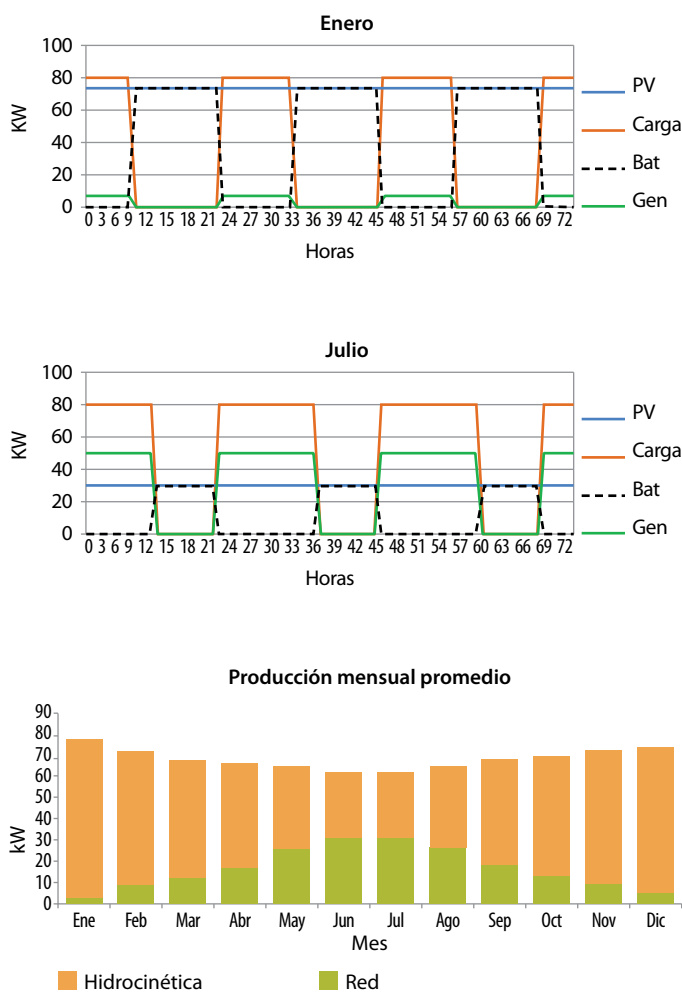 Enero
100
80
60
40
20
0
KW
0 3 6 9 12 15 18 21 24 27 30 33 36 39 42 45 48 51 54 57 60 63 66 69 72
Horas
PV
Carga
Bat
Gen
Julio
100
80
60
40
20
0
KW
0 3 6 9 12 15 18 21 24 27 30 33 36 39 42 45 48 51 54 57 60 63 66 69 72
Horas
PV
Carga
Bat
Gen
Producción mensual promedio
90
80
70
60
50
40
30
20
10
0
kW
Ene Feb Mar Abr May Jun Jul Ago Sep Oct Nov Dic
Mes
Hidrocinética Red